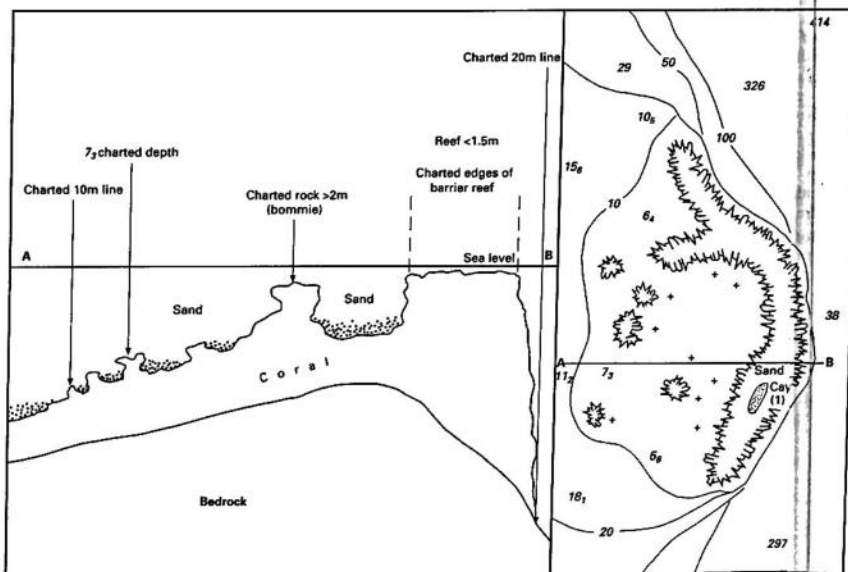 Charted 20m line
Reef <1.5m
7₃ charted depth
Charted edges of
barrier reef
Charted 10m line
Charted rock >2m
(bommie)
A
Sea level
B
Sand
Sand
Coral
Bedrock
414
50
29
326
10₅
100
15₆
10
6₄
38
A
Sand
B
11₂
7₃
Cay
(1)
5₈
18₁
20
297